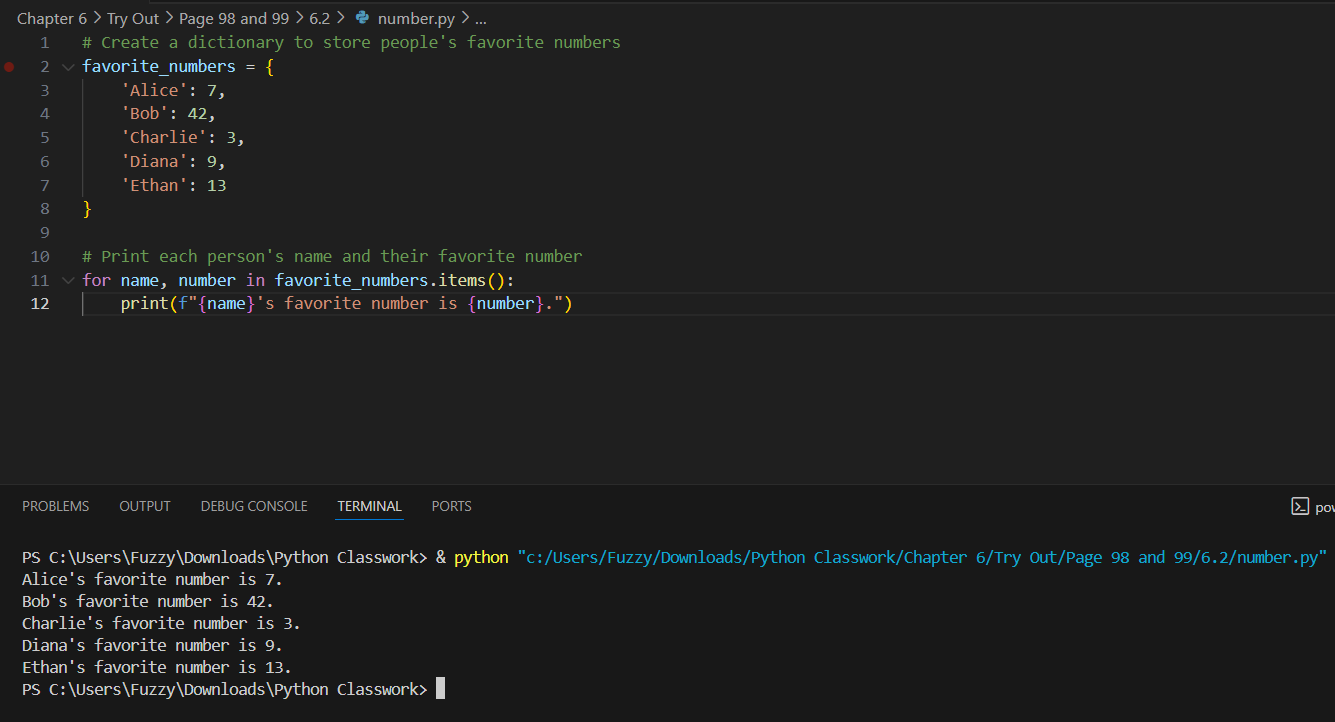 Chapter 6 > Try Out > Page 98 and 99 > 6.2 > number.py > ...
1 # Create a dictionary to store people's favorite numbers
2 favorite_numbers = {
3     'Alice': 7,
4     'Bob': 42,
5     'Charlie': 3,
6     'Diana': 9,
7     'Ethan': 13
8 }
9
10 # Print each person's name and their favorite number
11 for name, number in favorite_numbers.items():
12     print(f"{name}'s favorite number is {number}.")
PROBLEMS OUTPUT DEBUG CONSOLE TERMINAL PORTS pow
PS C:\Users\Fuzzy\Downloads\Python Classwork> & python "c:/Users/Fuzzy/Downloads/Python Classwork/Chapter 6/Try Out/Page 98 and 99/6.2/number.py"
Alice's favorite number is 7.
Bob's favorite number is 42.
Charlie's favorite number is 3.
Diana's favorite number is 9.
Ethan's favorite number is 13.
PS C:\Users\Fuzzy\Downloads\Python Classwork>